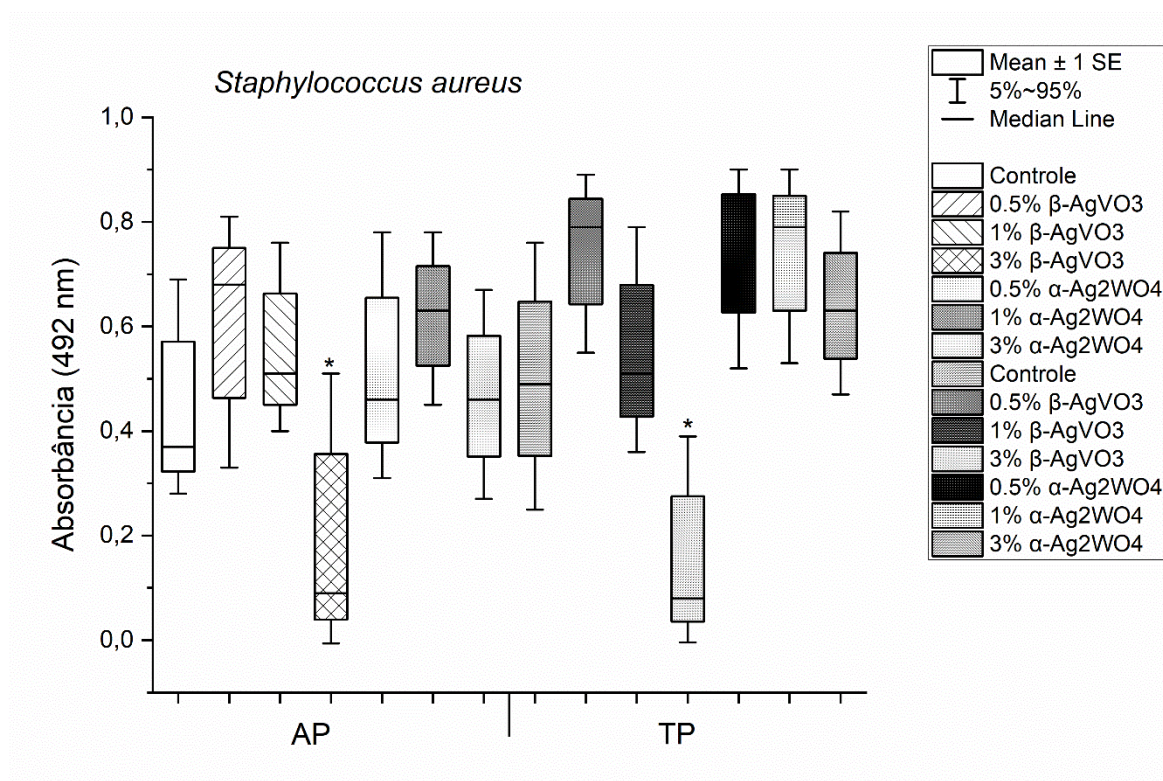 Staphylococcus aureus
1,0
0,8
0,6
0,4
0,2
0,0
Absorbância (492 nm)
*
*
AP
TP
Mean ± 1 SE
5%~95%
Median Line
Controle
0.5% β-AgVO3
1% β-AgVO3
3% β-AgVO3
0.5% α-Ag2WO4
1% α-Ag2WO4
3% α-Ag2WO4
Controle
0.5% β-AgVO3
1% β-AgVO3
3% β-AgVO3
0.5% α-Ag2WO4
1% α-Ag2WO4
3% α-Ag2WO4